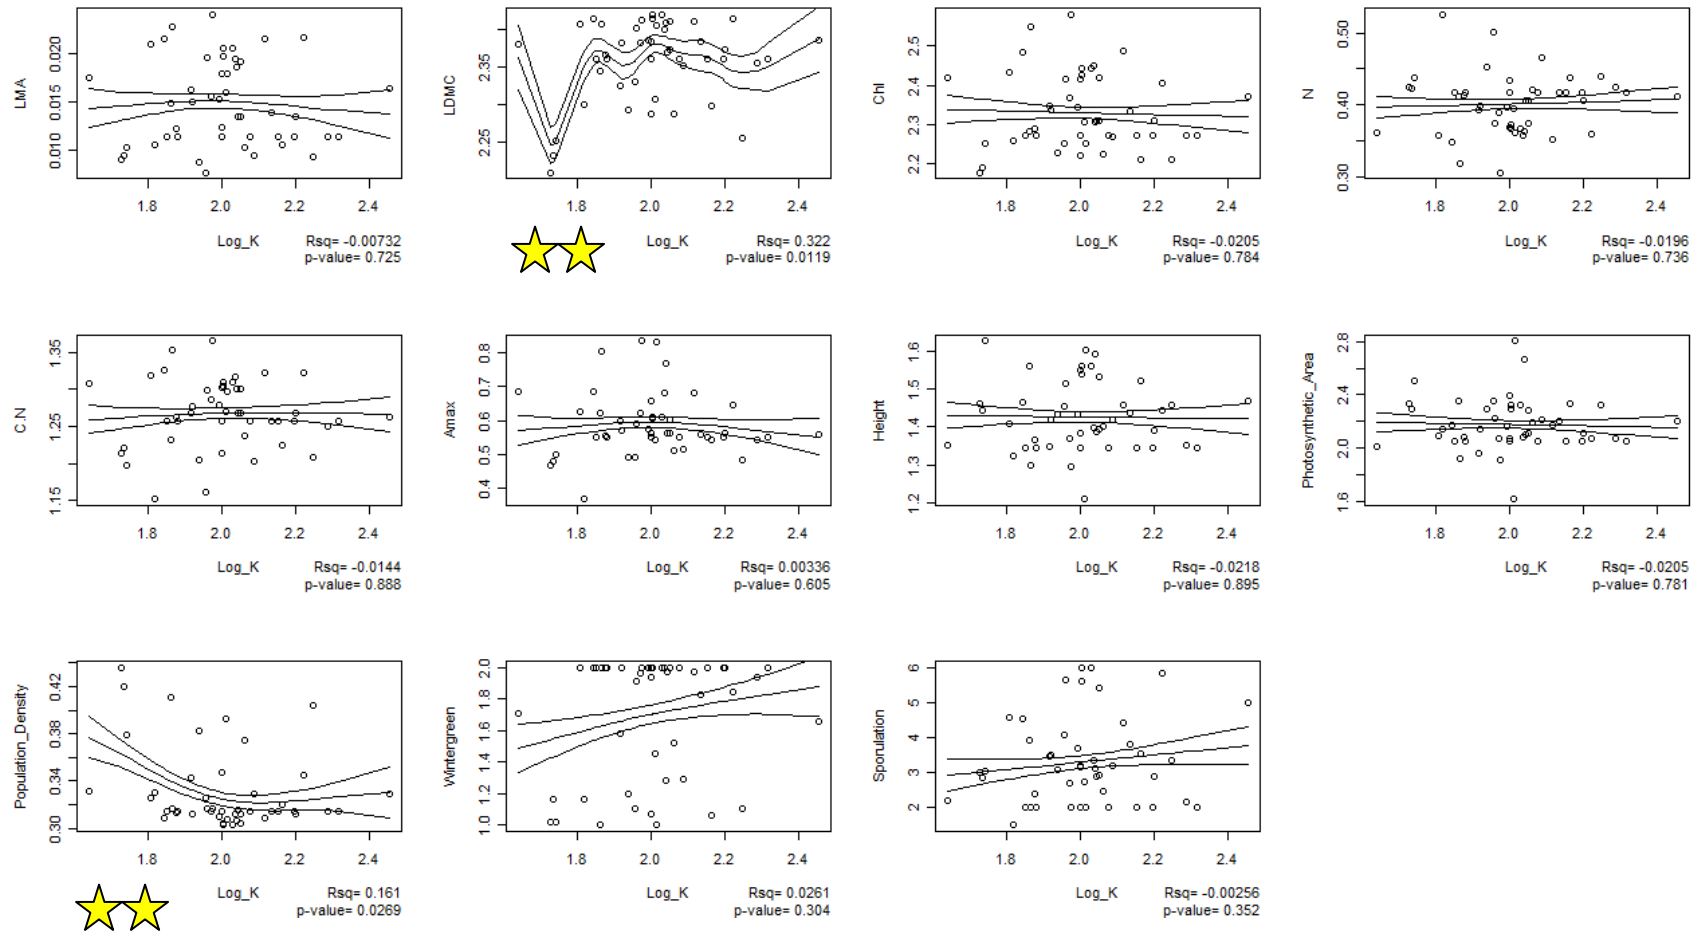 LMA
0.010 0.015 0.020
1.8 2.0 2.2 2.4
Log_K
Rsq= -0.00732
p-value= 0.725
LDMC
2.25 2.35
1.8 2.0 2.2 2.4
Log_K
Rsq= 0.322
p-value= 0.0119
Chl
2.2 2.3 2.4 2.5
1.8 2.0 2.2 2.4
Log_K
Rsq= -0.0205
p-value= 0.784
N
0.30 0.40 0.50
1.8 2.0 2.2 2.4
Log_K
Rsq= -0.0196
p-value= 0.736
C.N
1.15 1.25 1.35
1.8 2.0 2.2 2.4
Log_K
Rsq= -0.0144
p-value= 0.888
Amax
0.4 0.5 0.6 0.7 0.8
1.8 2.0 2.2 2.4
Log_K
Rsq= 0.00336
p-value= 0.605
Height
1.2 1.3 1.4 1.5 1.6
1.8 2.0 2.2 2.4
Log_K
Rsq= -0.0218
p-value= 0.895
Photosynthetic_Area
1.6 2.0 2.4 2.8
1.8 2.0 2.2 2.4
Log_K
Rsq= -0.0205
p-value= 0.781
Population_Density
0.30 0.34 0.38 0.42
1.8 2.0 2.2 2.4
Log_K
Rsq= 0.161
p-value= 0.0269
Wintergreen
1.0 1.2 1.4 1.6 1.8 2.0
1.8 2.0 2.2 2.4
Log_K
Rsq= 0.0261
p-value= 0.304
Sporulation
2 3 4 5 6
1.8 2.0 2.2 2.4
Log_K
Rsq= -0.00256
p-value= 0.352